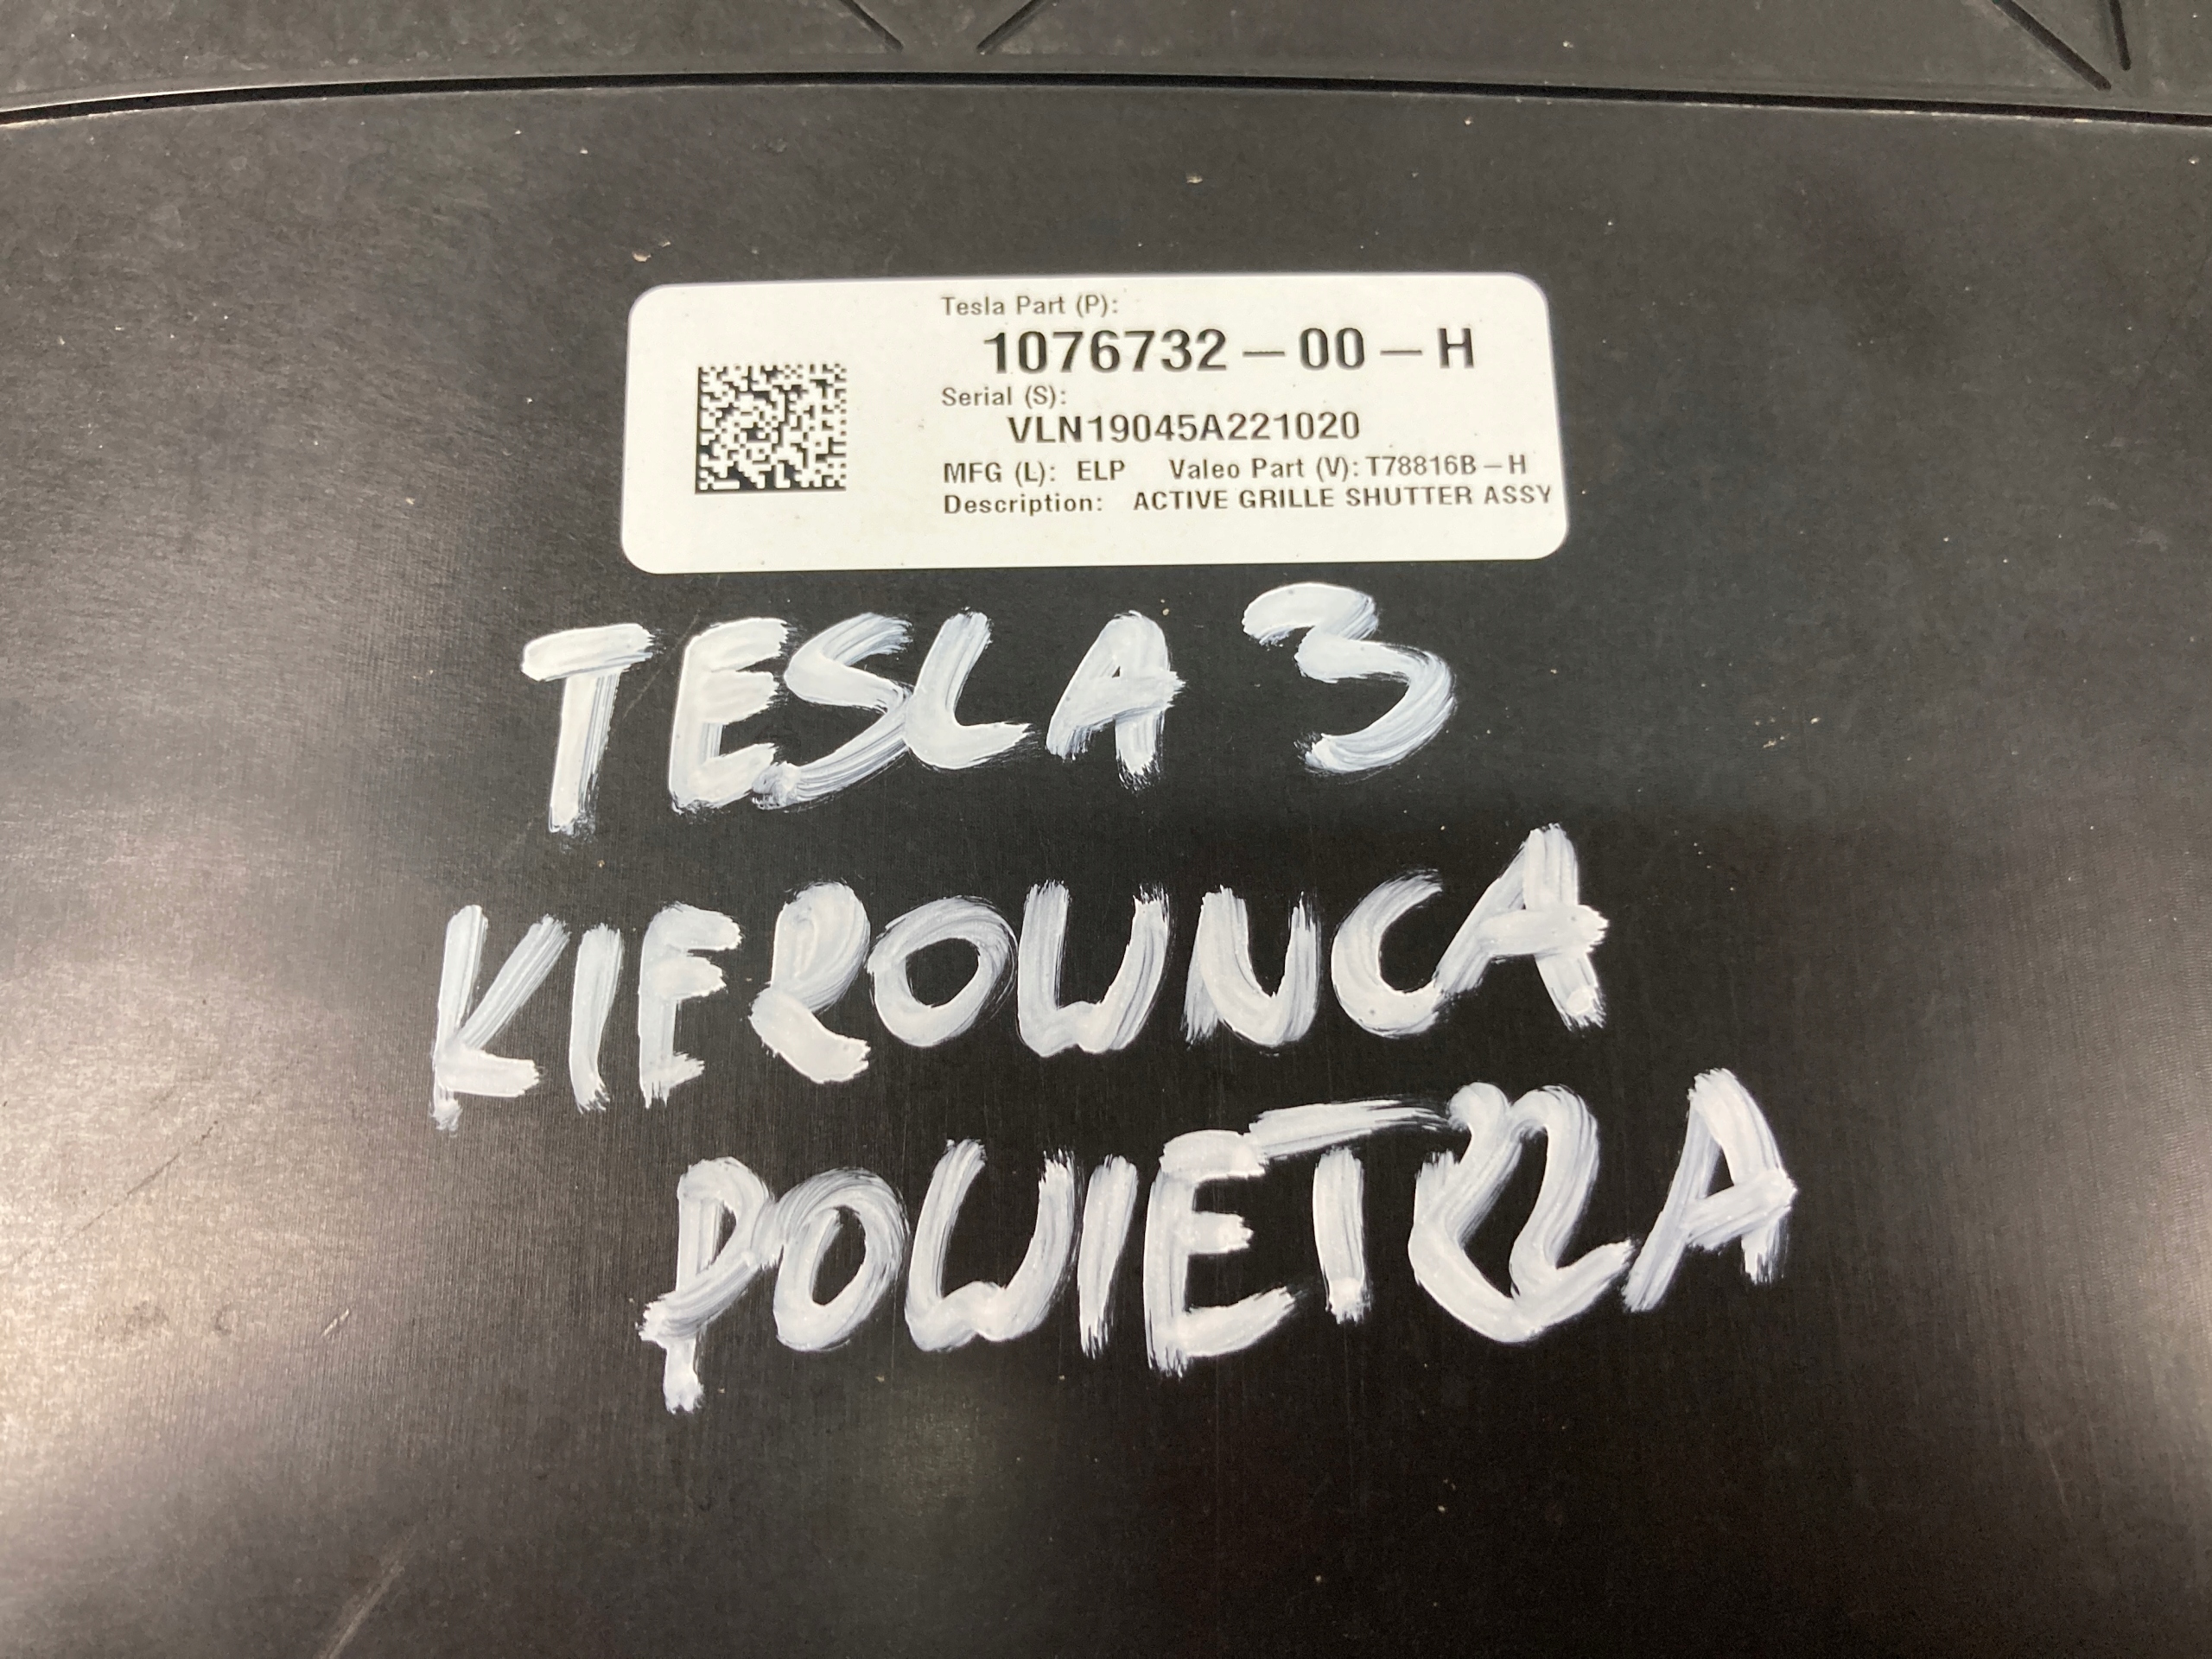 Tesla Part (P):
1076732-00-H
Serial (S):
VLN19045A221020
MFG (L): ELP Valeo Part (V): T78816B-H
Description: ACTIVE GRILLE SHUTTER ASSY
TESLA 3
KIEROWNCA
POWIETRZA